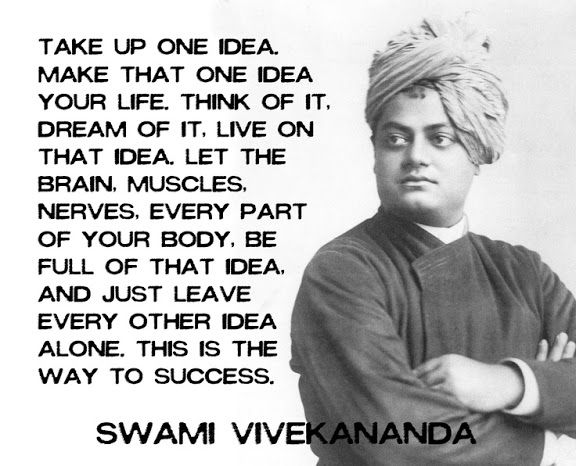 TAKE UP ONE IDEA.
MAKE THAT ONE IDEA
YOUR LIFE. THINK OF IT,
DREAM OF IT, LIVE ON
THAT IDEA. LET THE
BRAIN, MUSCLES,
NERVES, EVERY PART
OF YOUR BODY, BE
FULL OF THAT IDEA,
AND JUST LEAVE
EVERY OTHER IDEA
ALONE. THIS IS THE
WAY TO SUCCESS.
SWAMI VIVEKANANDA